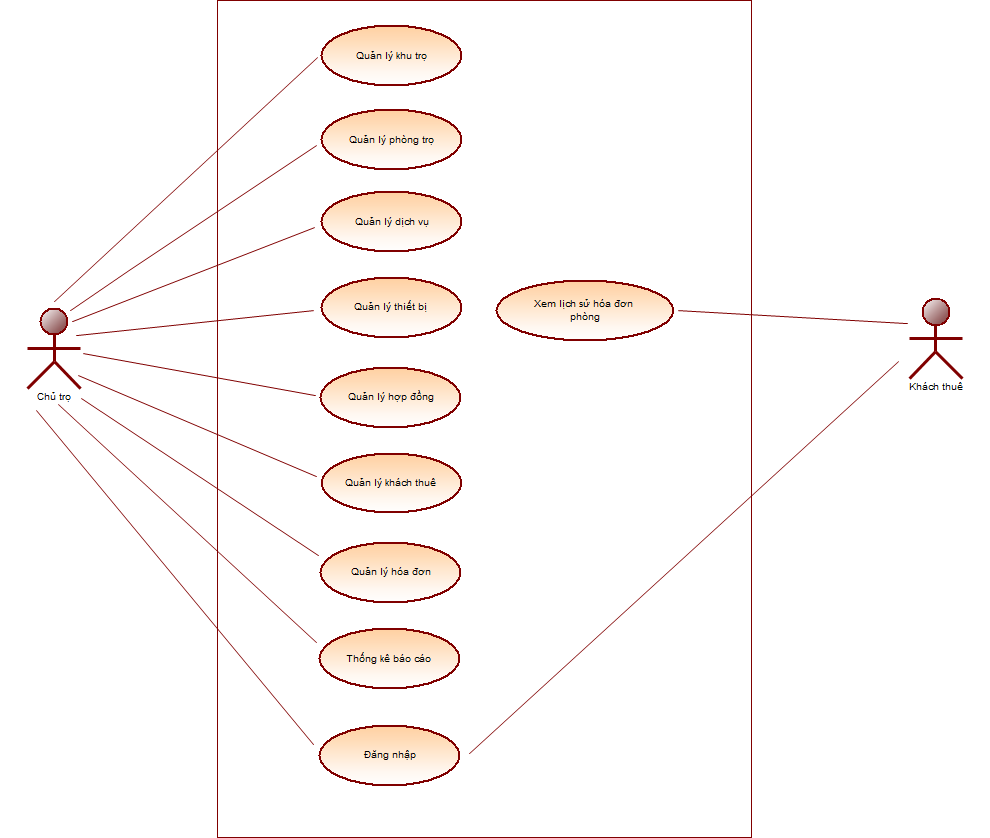 Quản lý khu trọ
Quản lý phòng trọ
Quản lý dịch vụ
Quản lý thiết bị
Xem lịch sử hóa đơn
phòng
Khách thuê
Chủ trọ
Quản lý hợp đồng
Quản lý khách thuê
Quản lý hóa đơn
Thống kê báo cáo
Đăng nhập